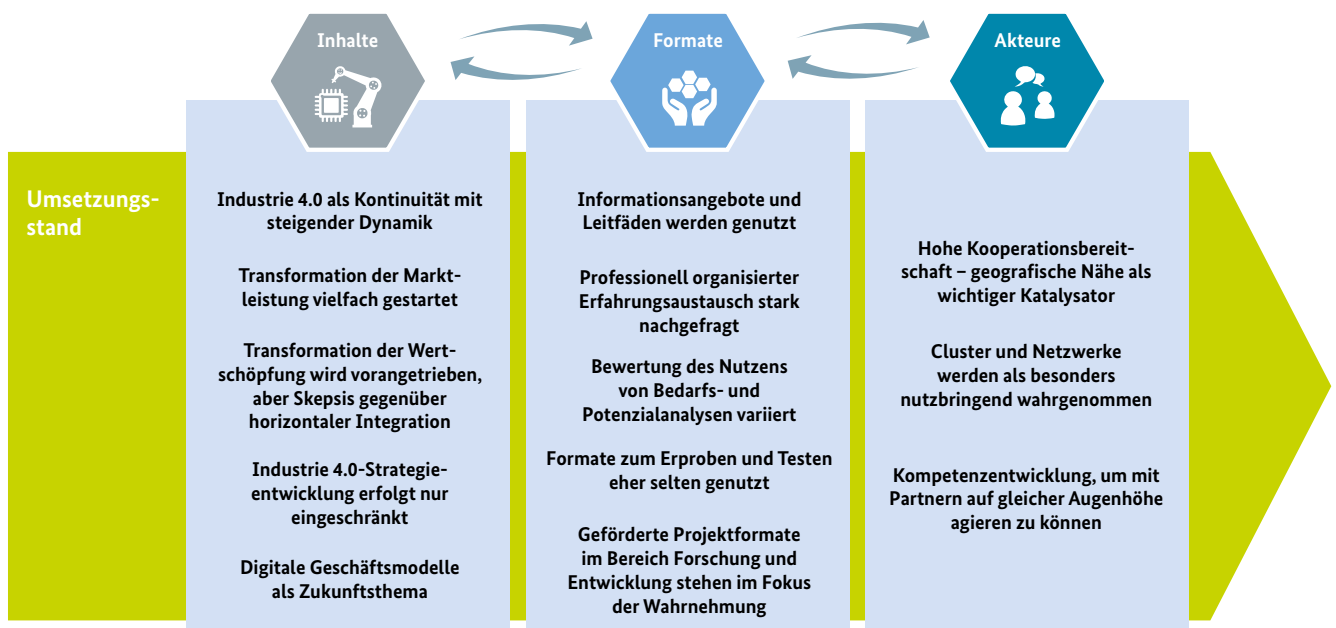 Inhalte
Formate
Akteure
Umsetzungs-
stand
Industrie 4.0 als Kontinuität mit
steigender Dynamik
Transformation der Markt-
leistung vielfach gestartet
Transformation der Wert-
schöpfung wird vorangetrieben,
aber Skepsis gegenüber
horizontaler Integration
Industrie 4.0-Strategie-
entwicklung erfolgt nur
eingeschränkt
Digitale Geschäftsmodelle
als Zukunftsthema
Informationsangebote und
Leitfäden werden genutzt
Professionell organisierter
Erfahrungsaustausch stark
nachgefragt
Bewertung des Nutzens
von Bedarfs- und
Potenzialanalysen variiert
Formate zum Erproben und Testen
eher selten genutzt
Geförderte Projektformate
im Bereich Forschung und
Entwicklung stehen im Fokus
der Wahrnehmung
Hohe Kooperationsbereit-
schaft – geografische Nähe als
wichtiger Katalysator
Cluster und Netzwerke
werden als besonders
nutzbringend wahrgenommen
Kompetenzentwicklung, um mit
Partnern auf gleicher Augenhöhe
agieren zu können